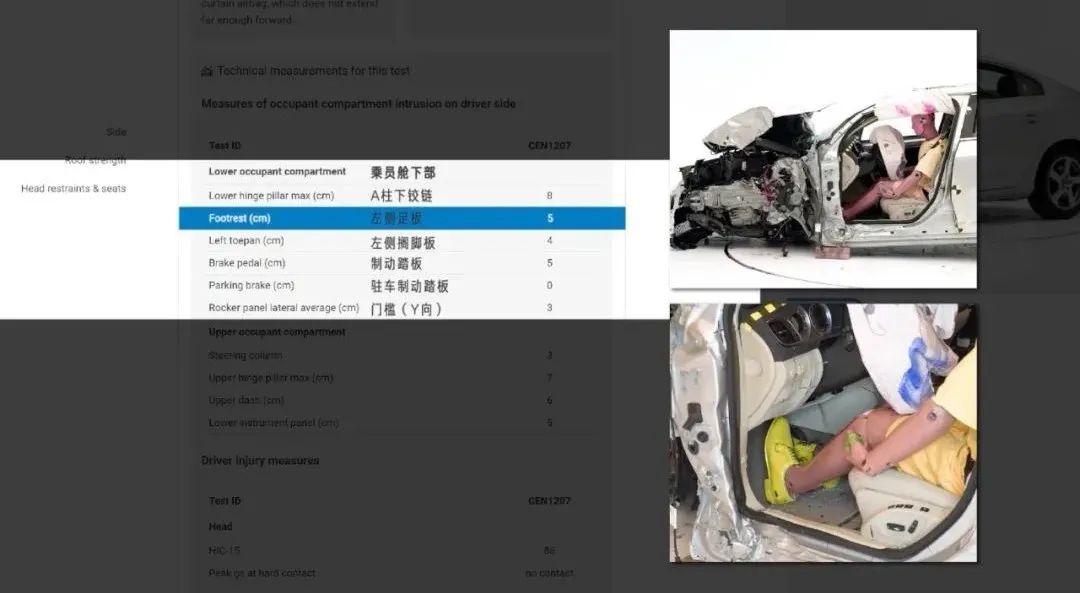 curtain airbag, which does not extend
far enough forward.
Technical measurements for this test
Measures of occupant compartment intrusion on driver side
Side
Roof strength
Head restraints & seats
Test ID CEN1207
Lower occupant compartment 乘员舱下部
Lower hinge pillar max (cm) A柱下铰链 8
Footrest (cm) 左侧足板 5
Left toepan (cm) 左侧搁脚板 4
Brake pedal (cm) 制动踏板 5
Parking brake (cm) 驻车制动踏板 0
Rocker panel lateral average (cm) 门槛（Y向） 3
Upper occupant compartment
Steering column 3
Upper hinge pillar max (cm) 7
Upper dash (cm) 6
Lower instrument panel (cm) 5
Driver injury measures
Test ID CEN1207
Head
HIC-15 86
Peak gs at hard contact no contact